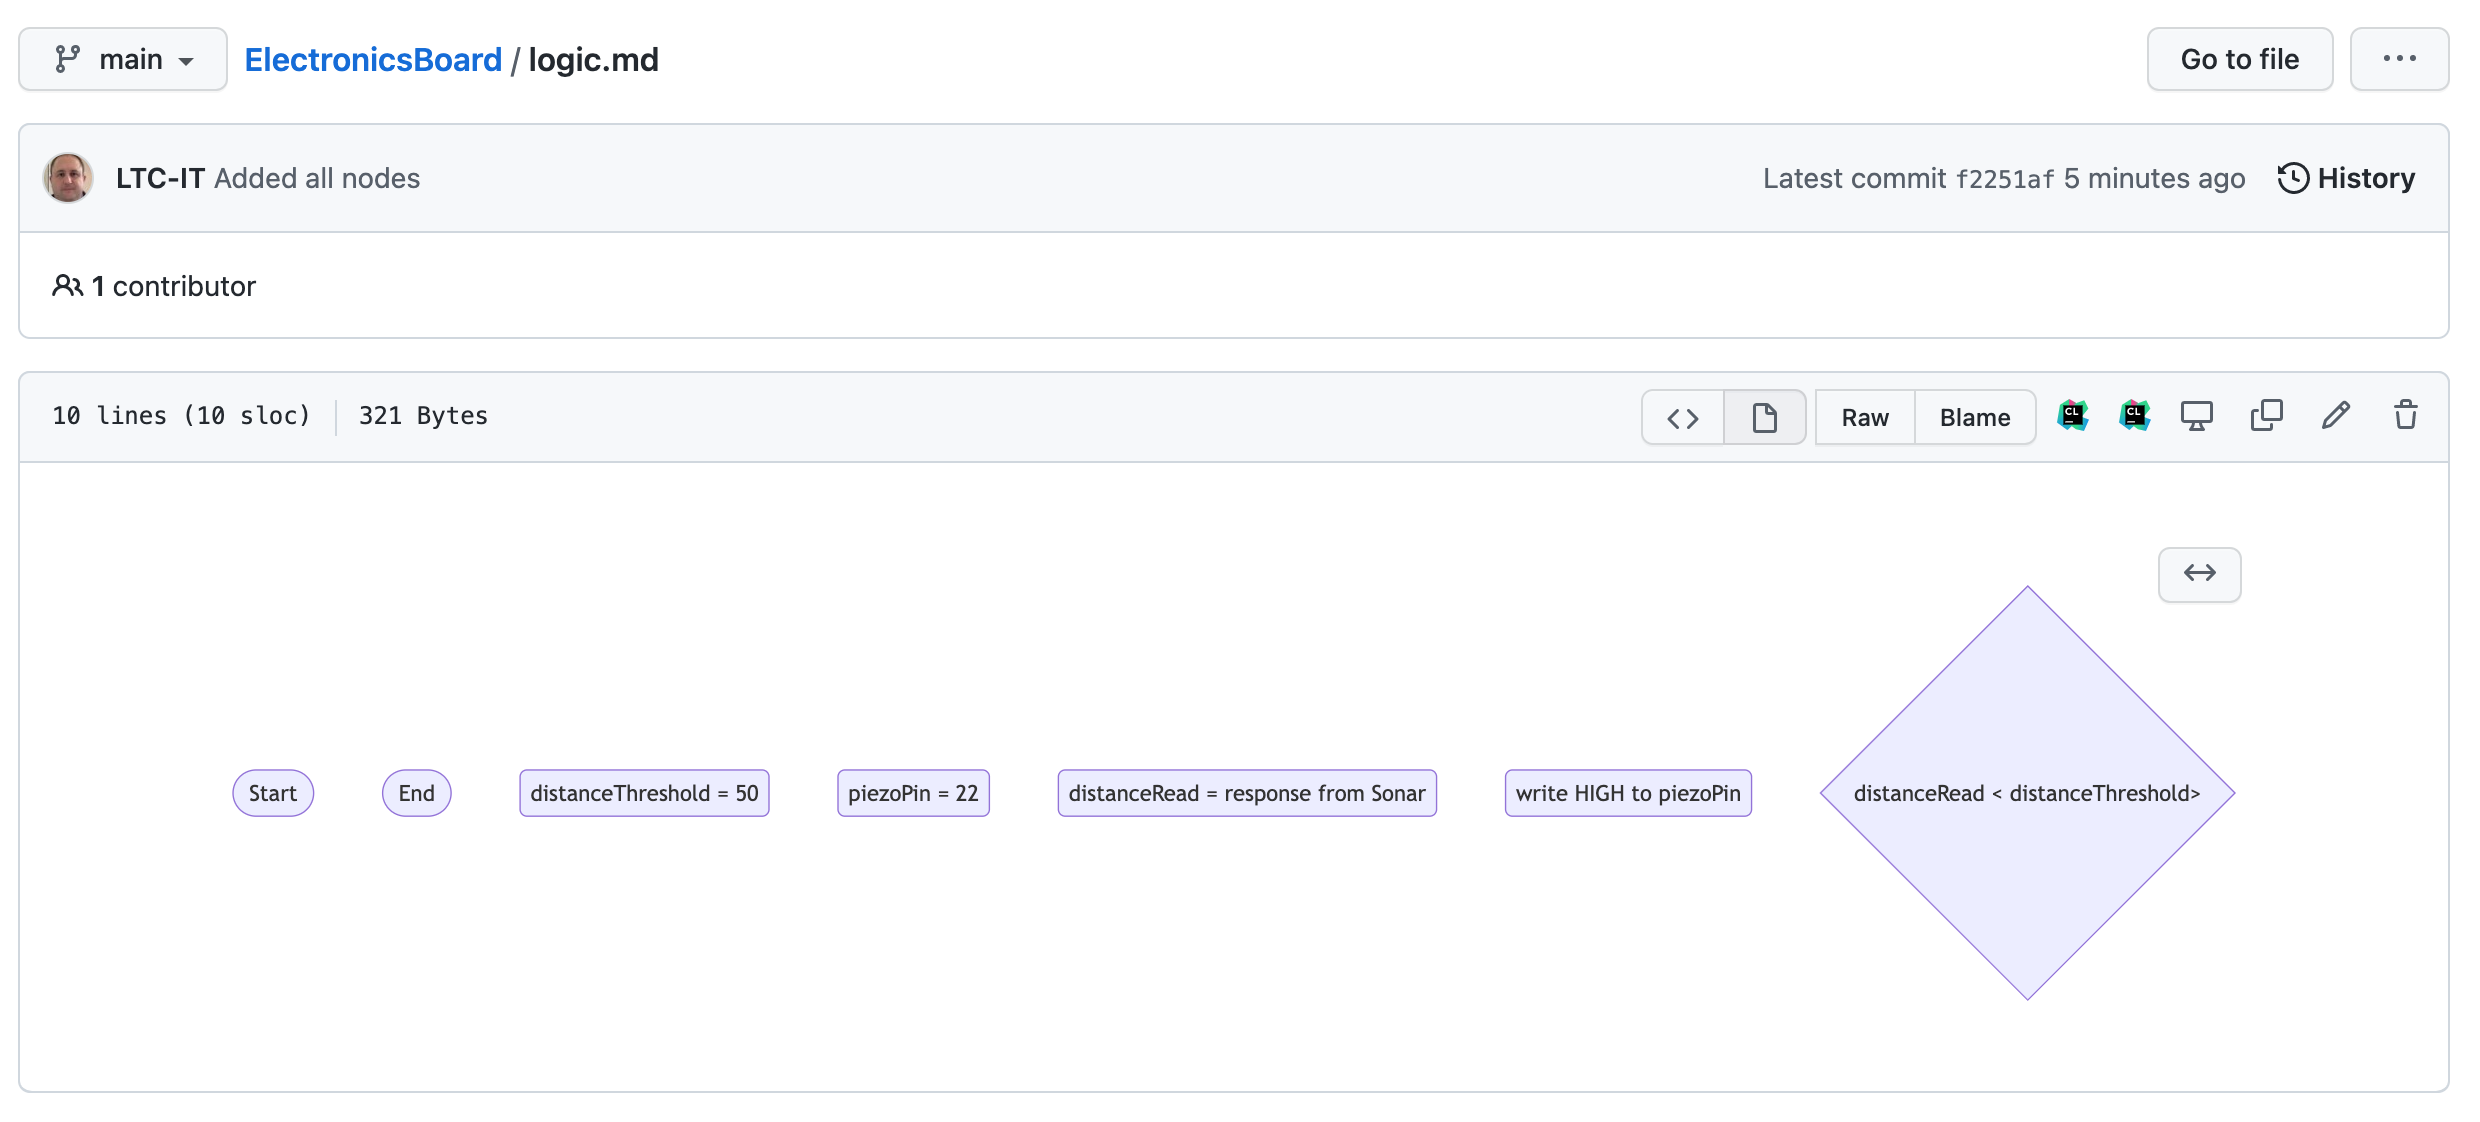 main
ElectronicsBoard / logic.md
Go to file
...
LTC-IT Added all nodes
Latest commit f2251af 5 minutes ago
History
1 contributor
10 lines (10 sloc)
321 Bytes
Raw
Blame
CL
CL
Start
End
distanceThreshold = 50
piezoPin = 22
distanceRead = response from Sonar
write HIGH to piezoPin
distanceRead < distanceThreshold>